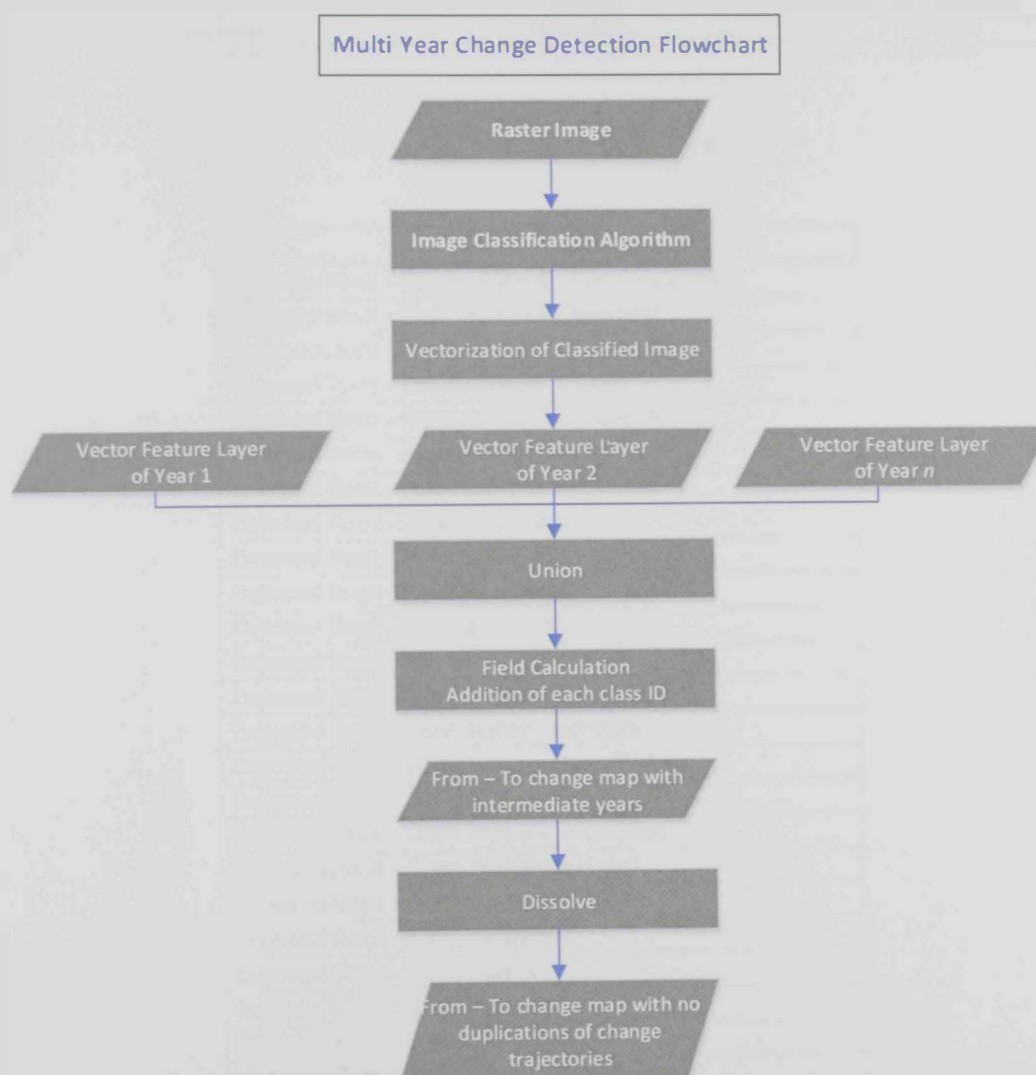 Multi Year Change Detection Flowchart
Raster Image
Image Classification Algorithm
Vectorization of Classified Image
Vector Feature Layer
of Year 1
Vector Feature Layer
of Year 2
Vector Feature Layer
of Year n
Union
Field Calculation
Addition of each class ID
From – To change map with
intermediate years
Dissolve
From – To change map with no
duplications of change
trajectories